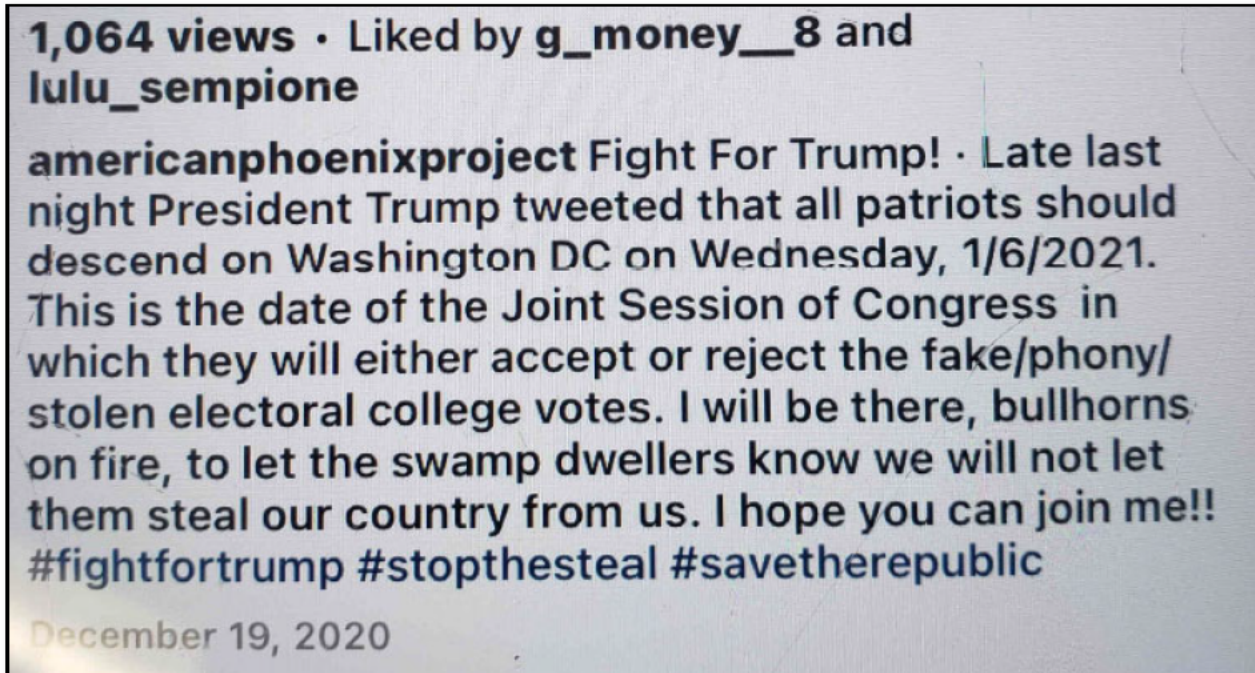 1,064 views · Liked by g_money__8 and
lulu_sempione
americanphoenixproject Fight For Trump! · Late last
night President Trump tweeted that all patriots should
descend on Washington DC on Wednesday, 1/6/2021.
This is the date of the Joint Session of Congress in
which they will either accept or reject the fake/phony/
stolen electoral college votes. I will be there, bullhorns
on fire, to let the swamp dwellers know we will not let
them steal our country from us. I hope you can join me!!
#fightfortrump #stopthesteal #savetherepublic
December 19, 2020